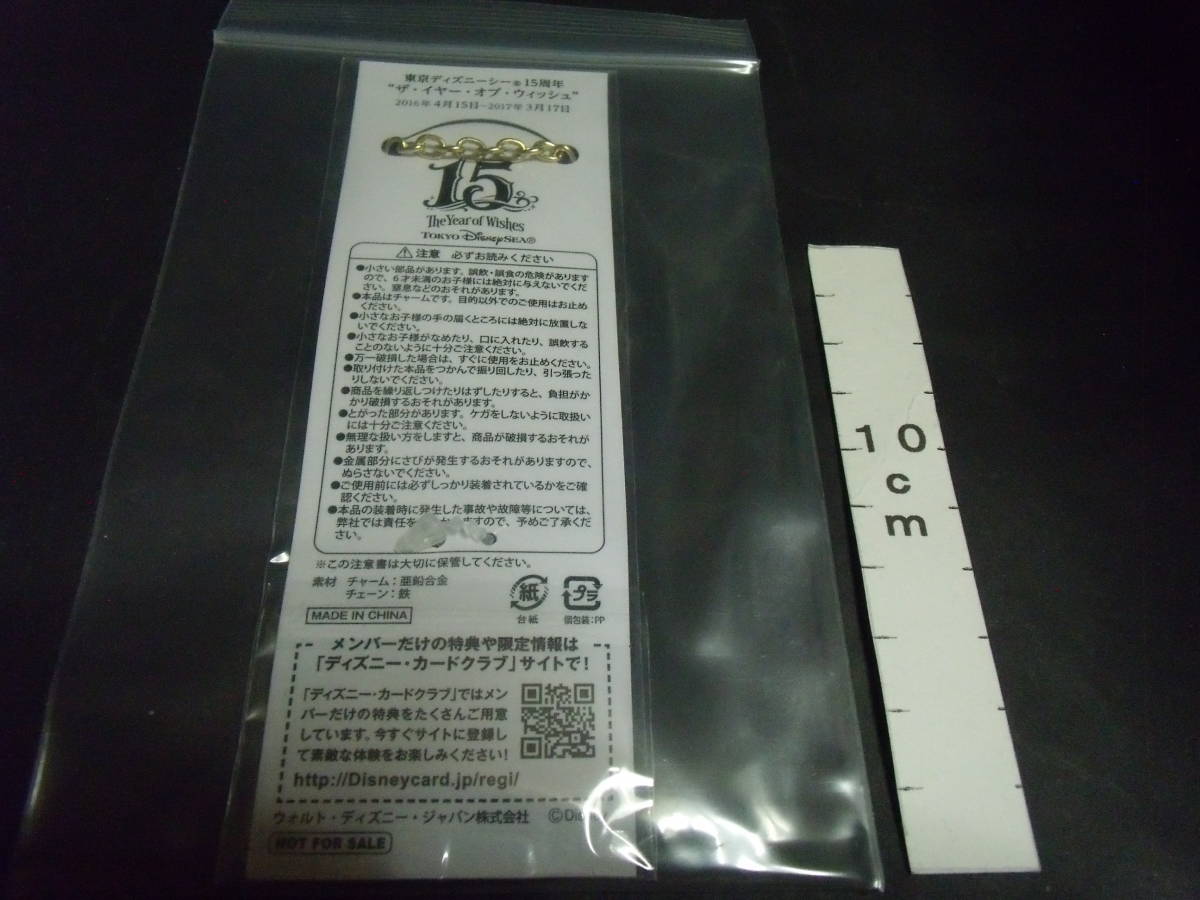 東京ディズニーシー®15周年
"ザ・イヤー・オブ・ウィッシュ"
2016年4月15日~2017年3月17日
15
The Year of Wishes
TOKYO DisneySEA®
⚠注意 必ずお読みください
●小さい部品があります。誤飲・誤食の危険があります
ので、6才未満のお子様には絶対に与えないでくだ
さい。窒息などのおそれがあります。
●本品はチャームです。目的以外でのご使用はお止め
ください。
●小さなお子様の手の届くところには絶対に放置しな
いでください。
●小さなお子様がなめたり、口に入れたり、誤飲する
ことのないように十分ご注意ください。
●万一破損した場合は、すぐに使用をお止めください。
●取り付けた本品をつかんで振り回したり、引っ張った
りしないでください。
●商品を繰り返しつけたりはずしたりすると、負担がか
かり破損するおそれがあります。
●とがった部分があります。ケガをしないように取扱い
には十分ご注意ください。
●無理な扱い方をしますと、商品が破損するおそれが
あります。
●金属部分にさびが発生するおそれがありますので、
ぬらさないでください。
●ご使用前には必ずしっかり装着されているかをご確
認ください。
●本品の装着時に発生した事故や故障等については、
弊社では責任を ますので、予めご了承くだ
さい。
※この注意書は大切に保管してください。
素材 チャーム:亜鉛合金
チェーン:鉄
紙
台紙
プラ
個包装:PP
MADE IN CHINA
メンバーだけの特典や限定情報は
「ディズニー・カードクラブ」サイトで!
「ディズニー・カードクラブ」ではメン
バーだけの特典をたくさんご用意
しています。今すぐサイトに登録し
て素敵な体験をお楽しみください!
http://Disneycard.jp/regi/
ウォルト・ディズニー・ジャパン株式会社 ©Di
NOT FOR SALE
10
c
m